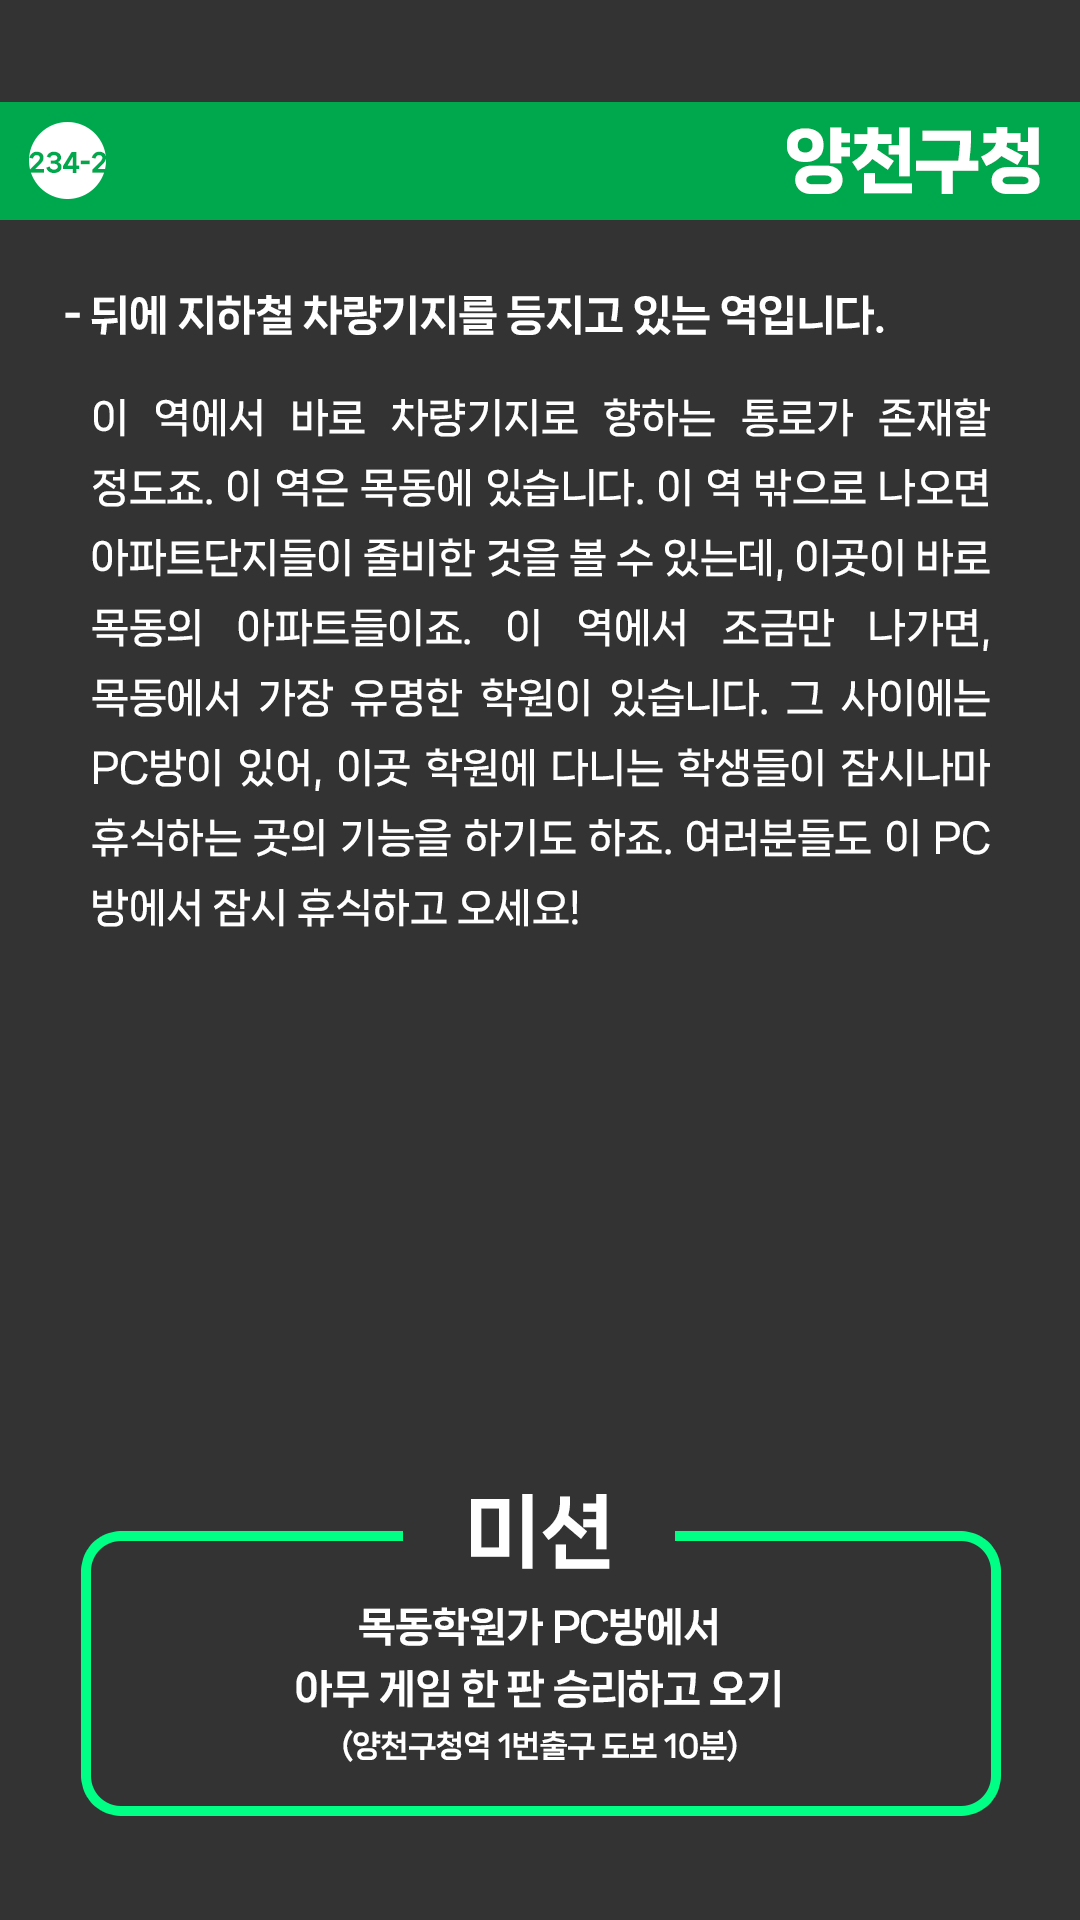 234-2
양천구청
- 뒤에 지하철 차량기지를 등지고 있는 역입니다.
이 역에서 바로 차량기지로 향하는 통로가 존재할
정도죠. 이 역은 목동에 있습니다. 이 역 밖으로 나오면
아파트단지들이 줄비한 것을 볼 수 있는데, 이곳이 바로
목동의 아파트들이죠. 이 역에서 조금만 나가면,
목동에서 가장 유명한 학원이 있습니다. 그 사이에는
PC방이 있어, 이곳 학원에 다니는 학생들이 잠시나마
휴식하는 곳의 기능을 하기도 하죠. 여러분들도 이 PC
방에서 잠시 휴식하고 오세요!
미션
목동학원가 PC방에서
아무 게임 한 판 승리하고 오기
(양천구청역 1번출구 도보 10분)